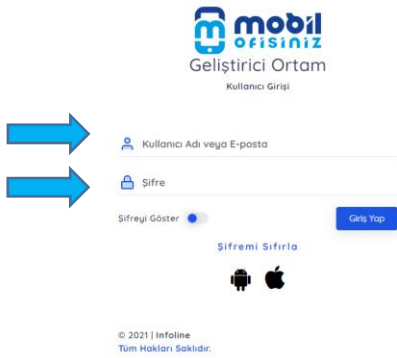 mobil
ofisiniz
Geliştirici Ortam
Kullanıcı Girişi
Kullanıcı Adı veya E-posta
Şifre
Şifreyi Göster
Giriş Yap
Şifremi Sıfırla
© 2021 | Infoline
Tüm Hakları Saklıdır.